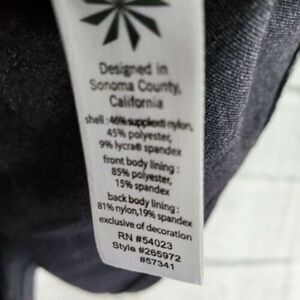 Designed in
Sonoma County,
California
shell : 46% supplex® nylon,
45% polyester,
9% lycra® spandex
front body lining :
85% polyester,
15% spandex
back body lining :
81% nylon,19% spandex
exclusive of decoration
RN #54023
Style #265972
#57341